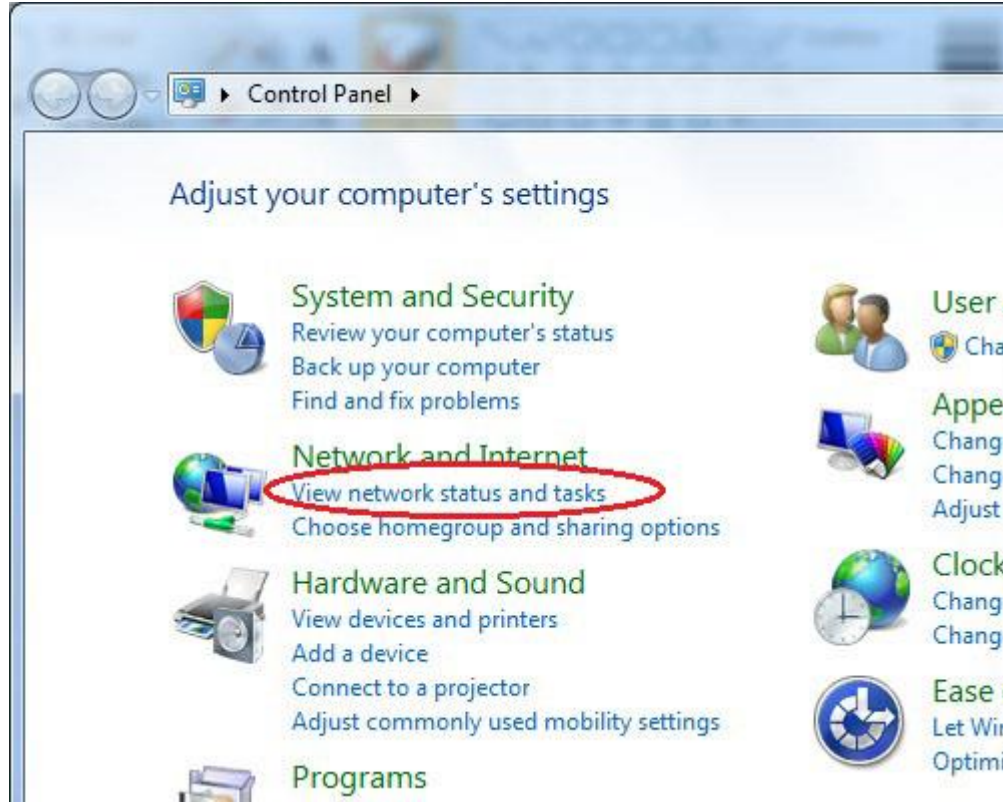 Control Panel
Adjust your computer's settings
System and Security
Review your computer's status
Back up your computer
Find and fix problems
Network and Internet
View network status and tasks
Choose homegroup and sharing options
Hardware and Sound
View devices and printers
Add a device
Connect to a projector
Adjust commonly used mobility settings
Programs
User
Cha
Appe
Chang
Chang
Adjust
Clock
Chang
Chang
Ease
Let Wi
Optimi